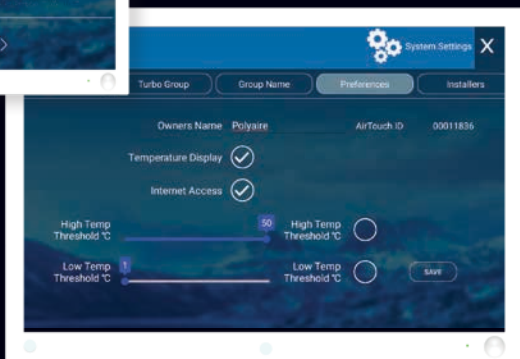 System Settings X
Turbo Group Group Name Preferences Installers
Owners Name Polyaire AirTouch ID 00011836
Temperature Display
Internet Access
High Temp Threshold °C 50 High Temp Threshold °C
Low Temp Threshold °C 1 Low Temp Threshold °C SAVE